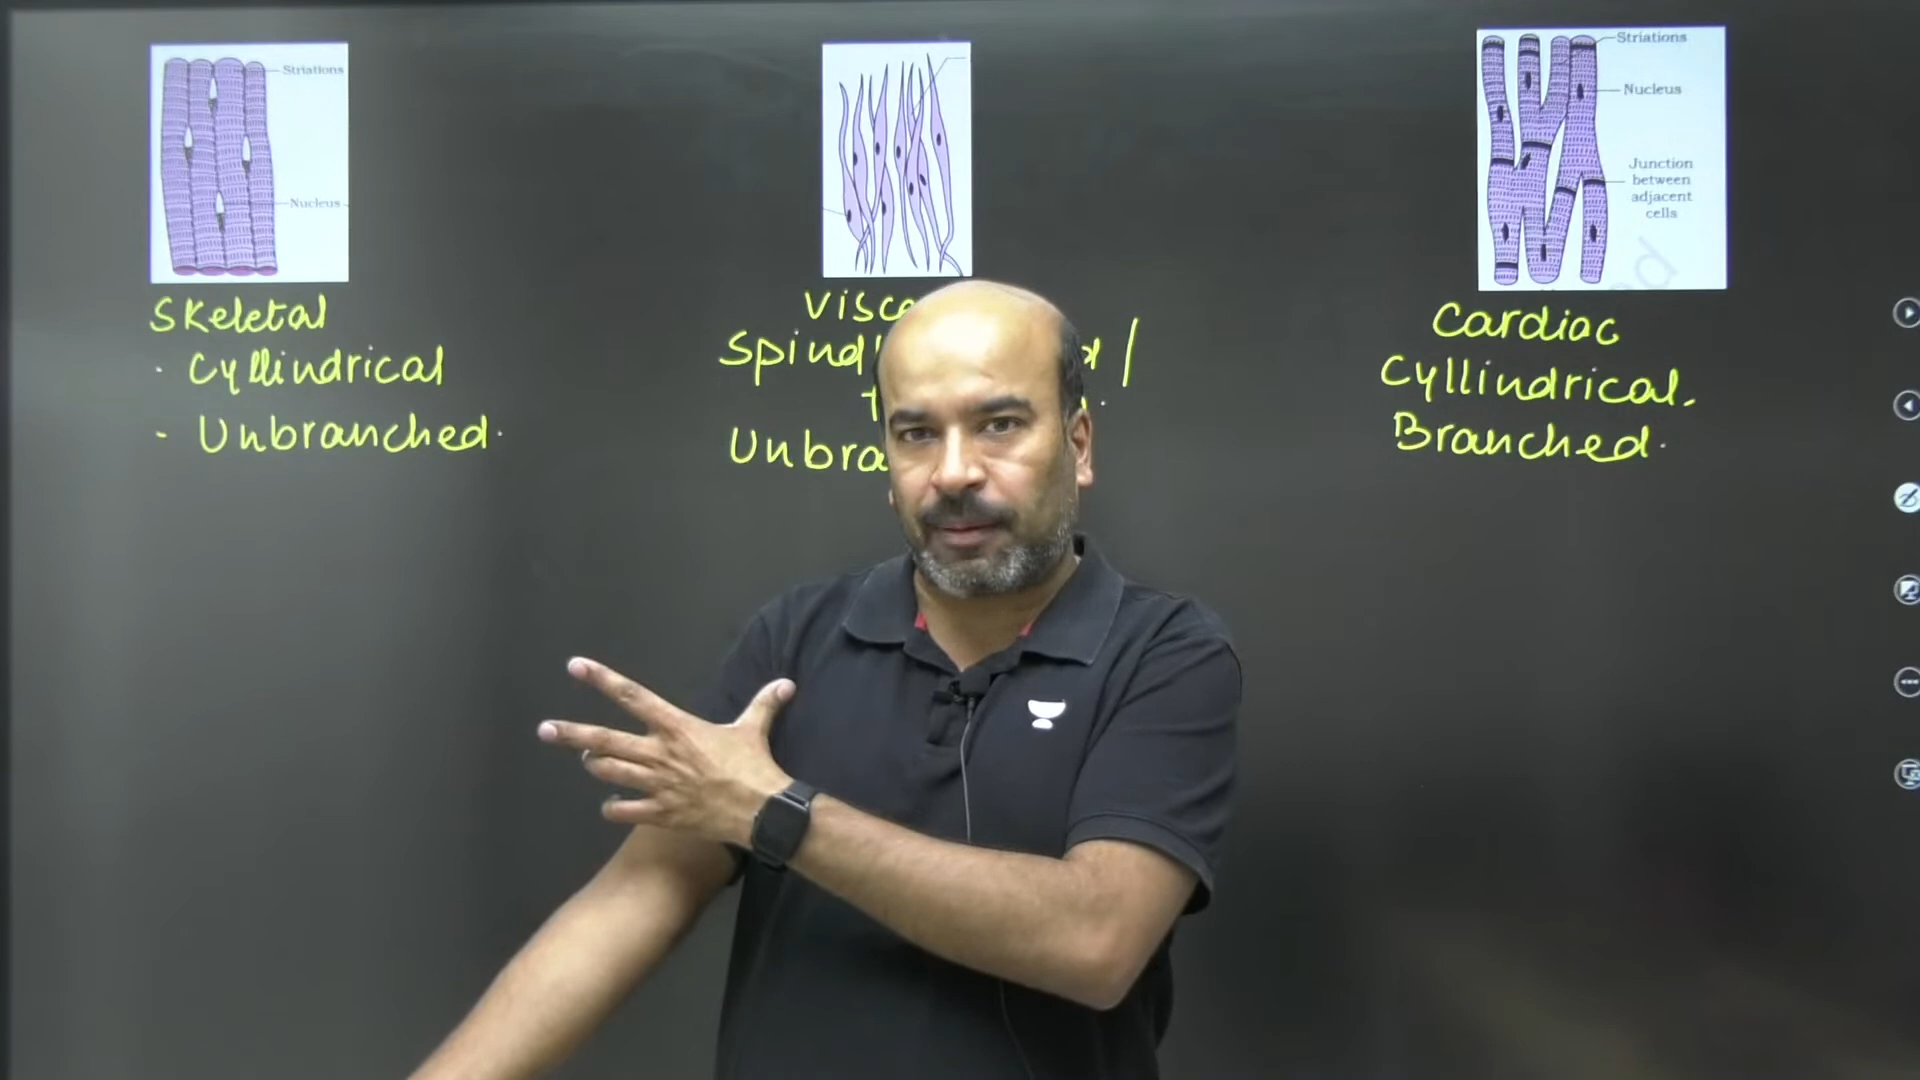 Striations
Nucleus
Skeletal
Cyllindrical
Unbranched
Striations
Nucleus
Junction
between
adjacent
cells
Cardiac
Cyllindrical.
Branched.